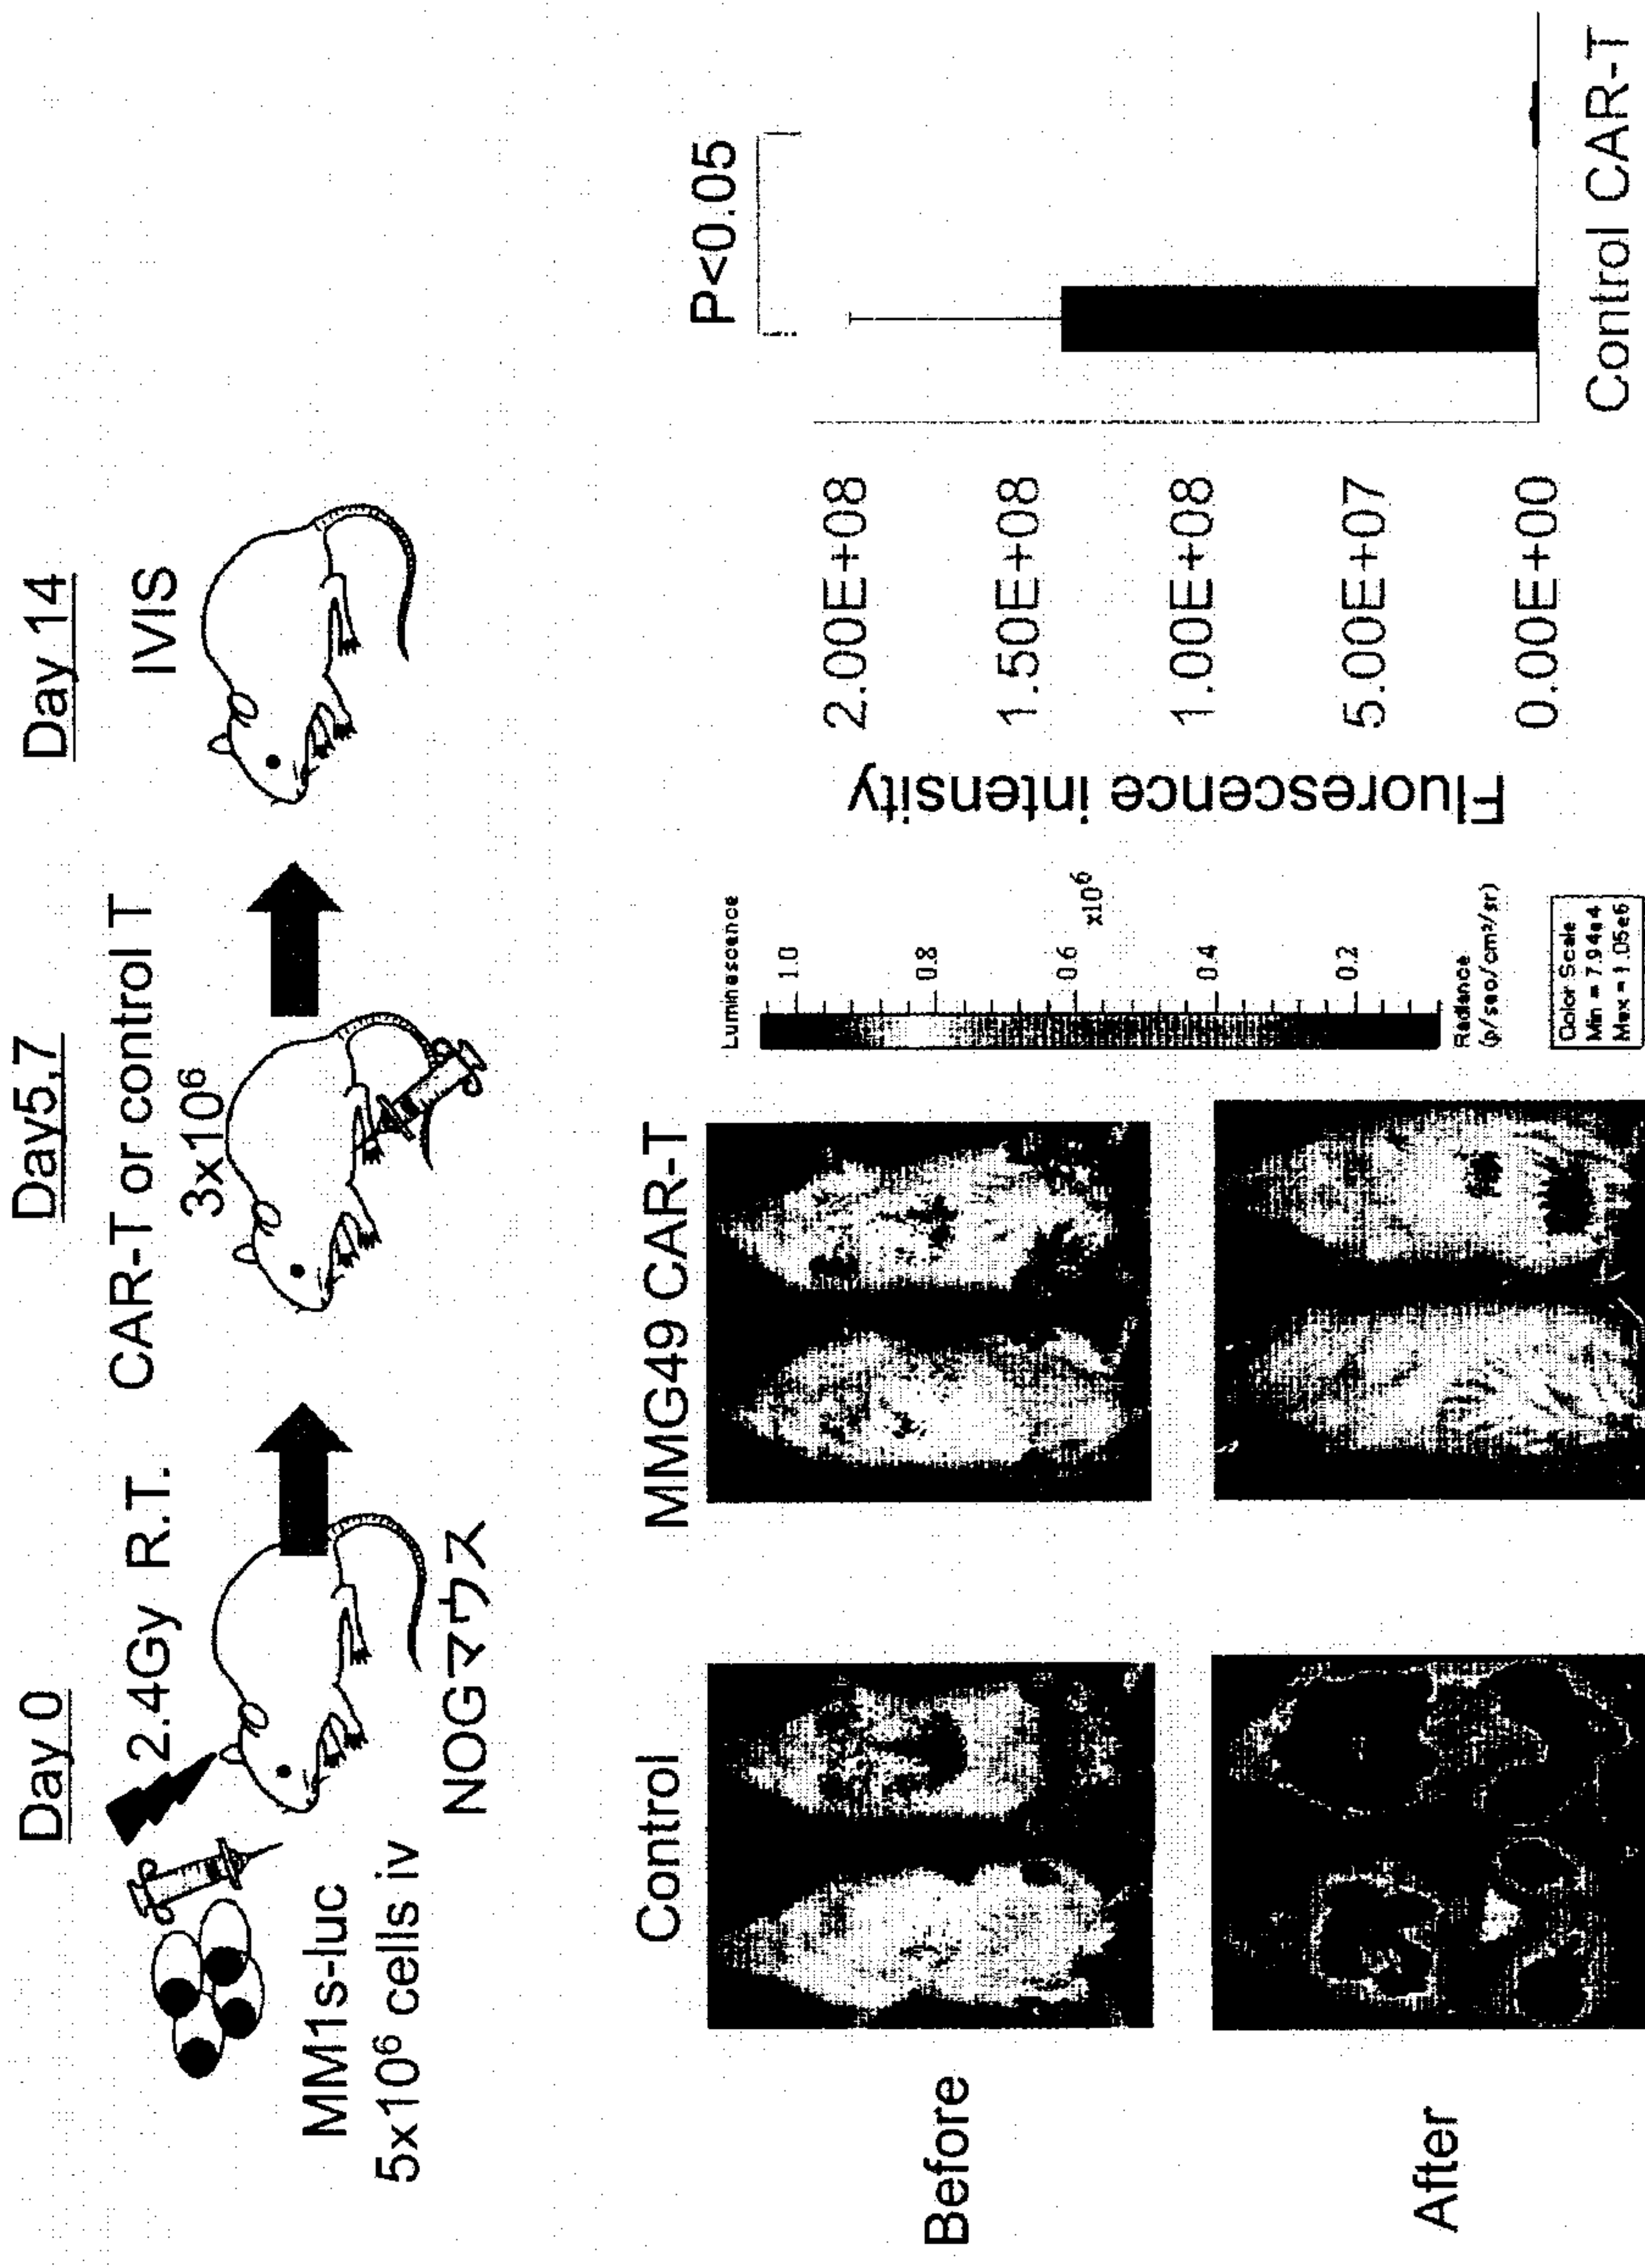 Day 0
Day5,7
Day 14
2.4Gy R.T.
CAR-T or control T
3x10⁶
IVIS
MM1s-luc
5x10⁶ cells iv
NOGマウス
Control
MMG49 CAR-T
Before
After
Luminescence
1.0
0.8
0.6
x10⁶
0.4
0.2
Radiance
(p/sec/cm²/sr)
Color Scale
Min = 7.94e4
Max = 1.05e6
Fluorescence intensity
2.00E+08
1.50E+08
1.00E+08
5.00E+07
0.00E+00
P<0.05
Control CAR-T